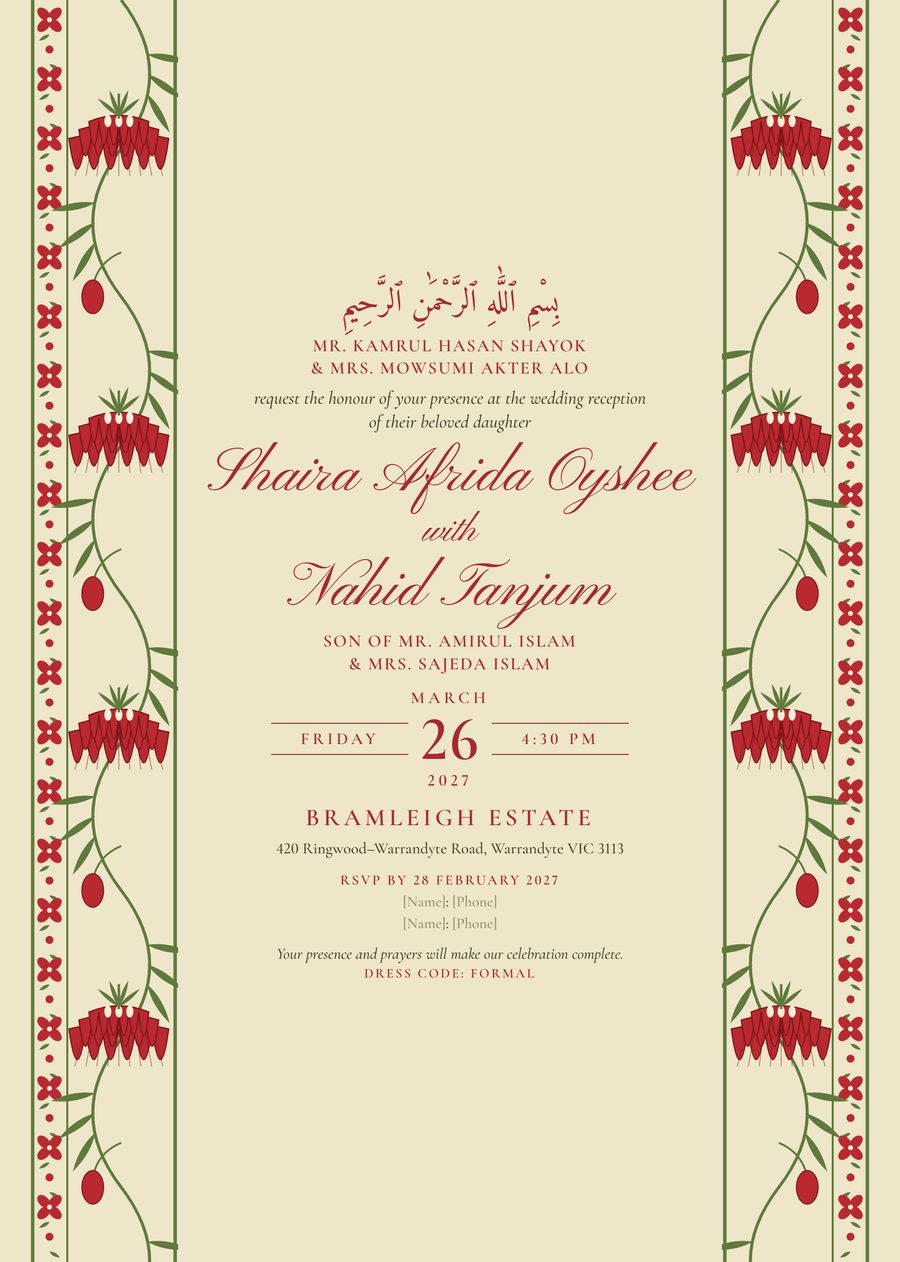 بِسْمِ ٱللَّهِ ٱلرَّحْمَٰنِ ٱلرَّحِيمِ
MR. KAMRUL HASAN SHAYOK
& MRS. MOWSUMI AKTER ALO
request the honour of your presence at the wedding reception
of their beloved daughter
Shaira Afrida Oyshee
with
Nahid Tanjum
SON OF MR. AMIRUL ISLAM
& MRS. SAJEDA ISLAM
MARCH
FRIDAY 26 4:30 PM
2027
BRAMLEIGH ESTATE
420 Ringwood–Warrandyte Road, Warrandyte VIC 3113
RSVP BY 28 FEBRUARY 2027
[Name]: [Phone]
[Name]: [Phone]
Your presence and prayers will make our celebration complete.
DRESS CODE: FORMAL